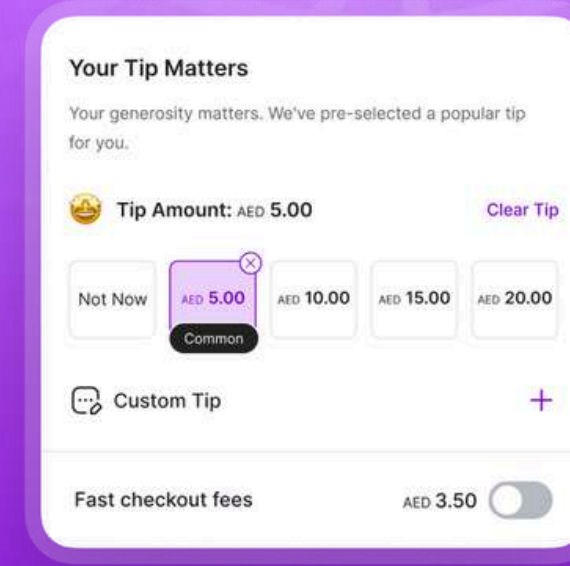 Your Tip Matters
Your generosity matters. We've pre-selected a popular tip
for you.
Tip Amount: AED 5.00
Clear Tip
Not Now
AED 5.00
AED 10.00
AED 15.00
AED 20.00
Common
Custom Tip
Fast checkout fees
AED 3.50